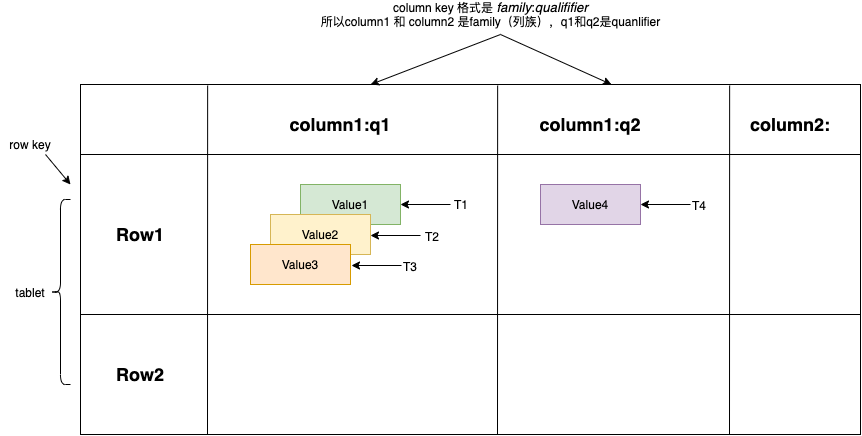 column key 格式是 family:qualififier
所以column1 和 column2 是family（列族），q1和q2是quanlifier
column1:q1
column1:q2
column2:
row key
Value1
T1
Value4
T4
Row1
Value2
T2
Value3
T3
tablet
Row2